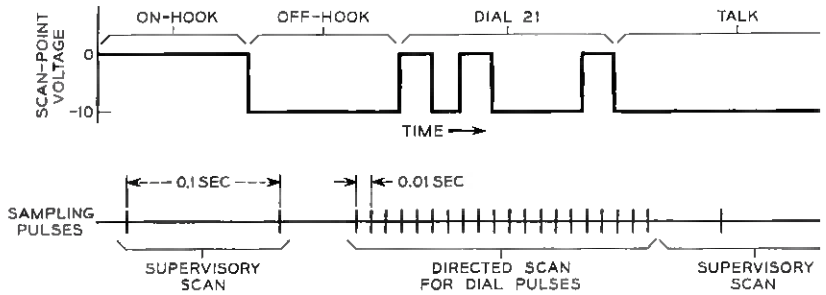 ON-HOOK OFF-HOOK DIAL 21 TALK
SCAN-POINT
VOLTAGE
0
-10
TIME
0.1 SEC 0.01 SEC
SAMPLING
PULSES
SUPERVISORY
SCAN
DIRECTED SCAN
FOR DIAL PULSES
SUPERVISORY
SCAN